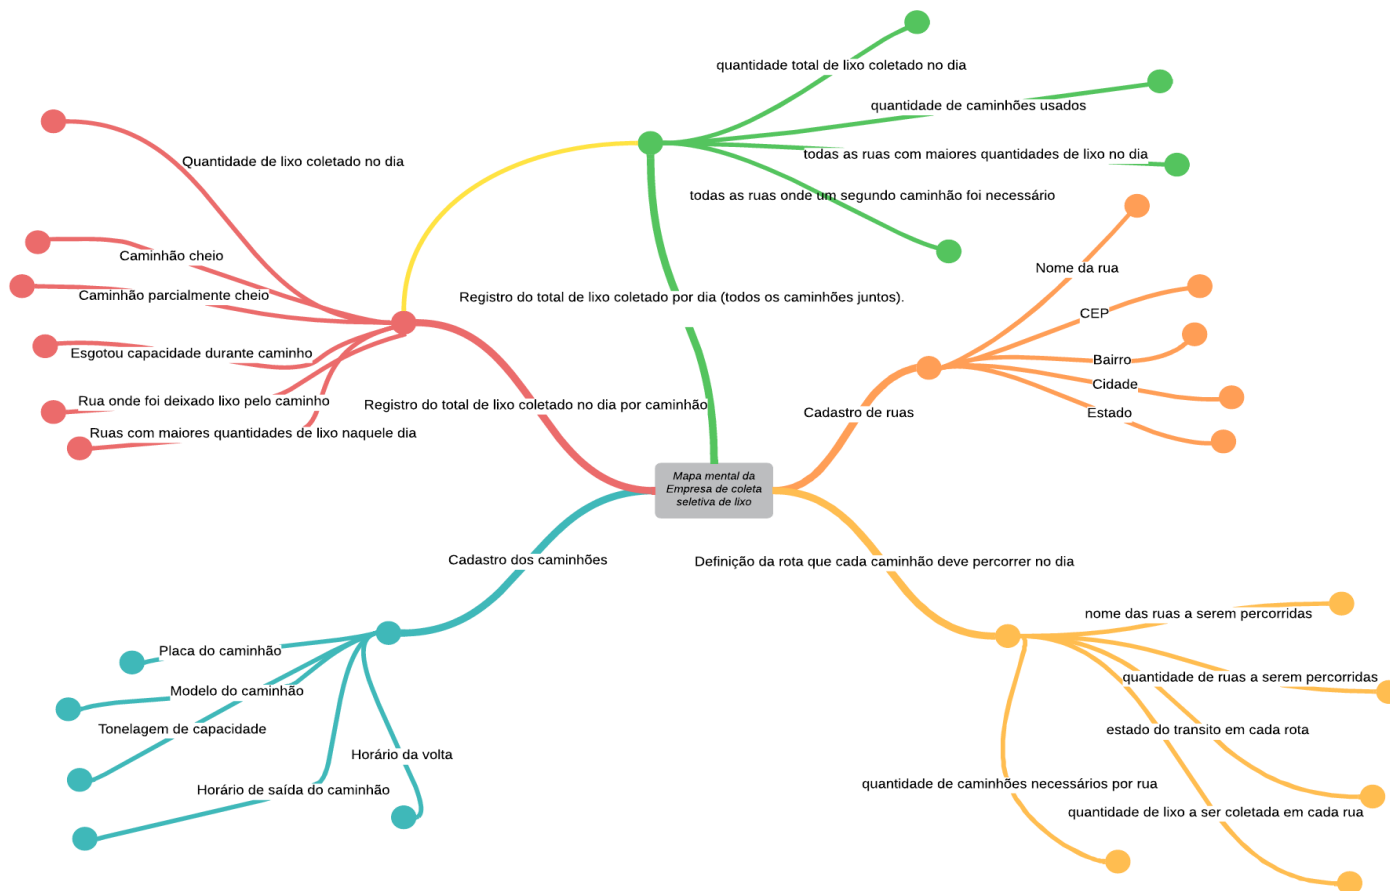 quantidade total de lixo coletado no dia
quantidade de caminhões usados
todas as ruas com maiores quantidades de lixo no dia
todas as ruas onde um segundo caminhão foi necessário
Registro do total de lixo coletado por dia (todos os caminhões juntos).
Quantidade de lixo coletado no dia
Caminhão cheio
Caminhão parcialmente cheio
Esgotou capacidade durante caminho
Rua onde foi deixado lixo pelo caminho
Ruas com maiores quantidades de lixo naquele dia
Registro do total de lixo coletado no dia por caminhão
Nome da rua
CEP
Bairro
Cidade
Estado
Cadastro de ruas
Mapa mental da
Empresa de coleta
seletiva de lixo
Cadastro dos caminhões
Placa do caminhão
Modelo do caminhão
Tonelagem de capacidade
Horário da volta
Horário de saída do caminhão
Definição da rota que cada caminhão deve percorrer no dia
nome das ruas a serem percorridas
quantidade de ruas a serem percorridas
estado do transito em cada rota
quantidade de caminhões necessários por rua
quantidade de lixo a ser coletada em cada rua